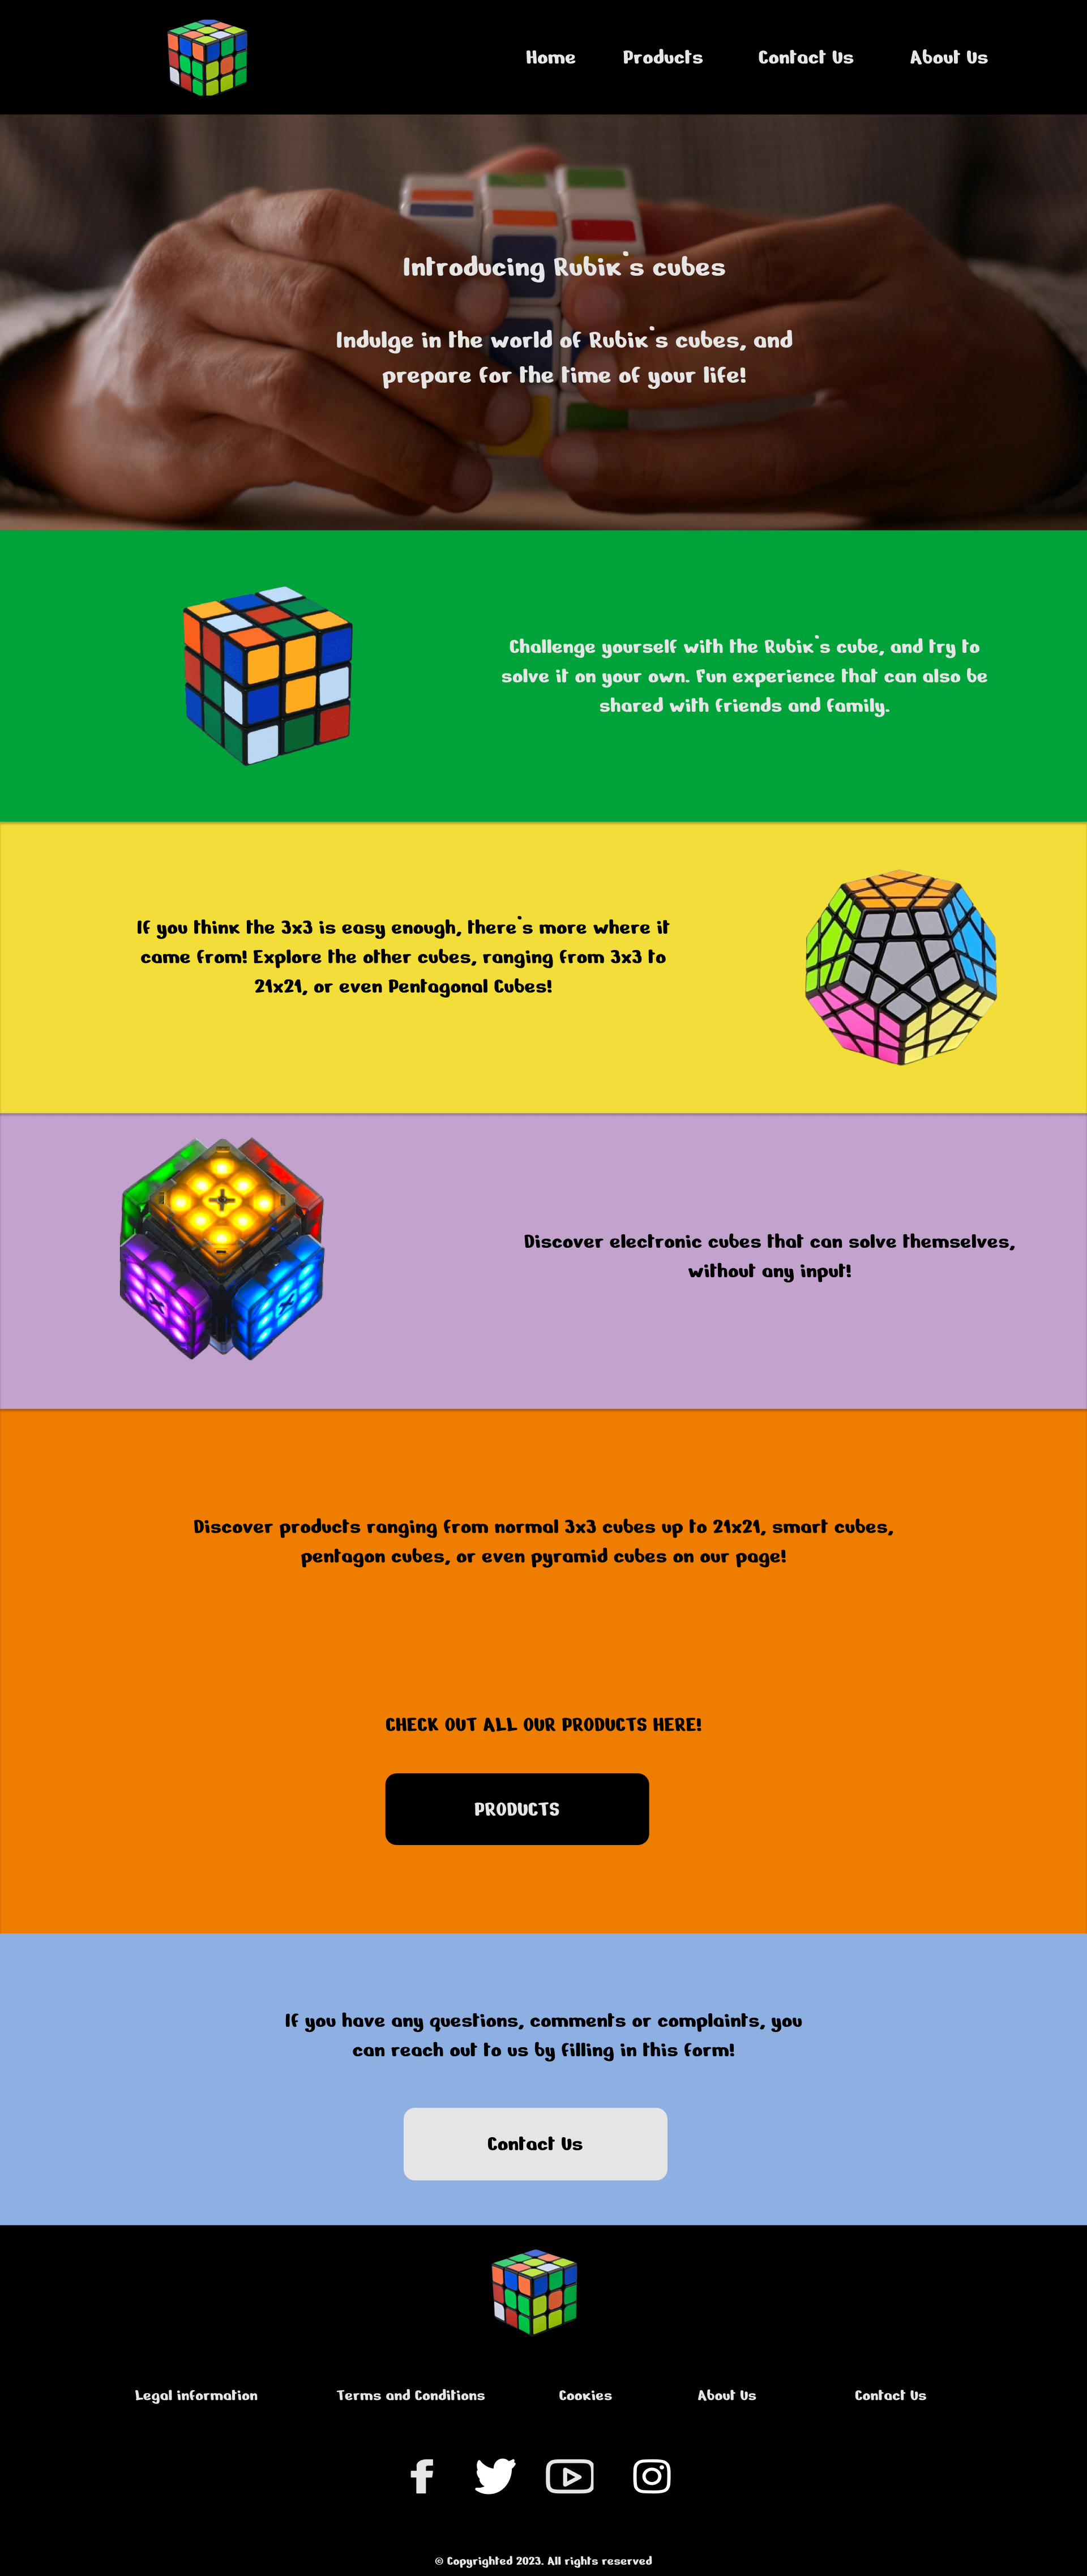 Home Products Contact Us About Us
Introducing Rubik's cubes
Indulge in the world of Rubik's cubes, and
prepare for the time of your life!
Challenge yourself with the Rubik's cube, and try to
solve it on your own. Fun experience that can also be
shared with friends and family.
If you think the 3x3 is easy enough, there's more where it
came from! Explore the other cubes, ranging from 3x3 to
21x21, or even Pentagonal Cubes!
Discover electronic cubes that can solve themselves,
without any input!
Discover products ranging from normal 3x3 cubes up to 21x21, smart cubes,
pentagon cubes, or even pyramid cubes on our page!
CHECK OUT ALL OUR PRODUCTS HERE!
PRODUCTS
If you have any questions, comments or complaints, you
can reach out to us by filling in this form!
Contact Us
Legal information Terms and Conditions Cookies About Us Contact Us
© Copyrighted 2023. All rights reserved